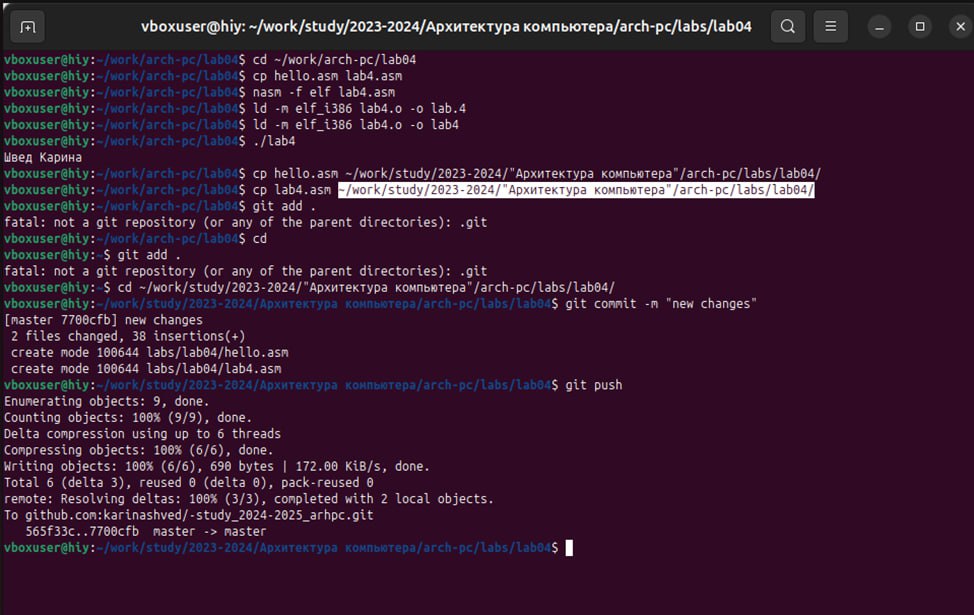 vboxuser@hiy: ~/work/study/2023-2024/Архитектура компьютера/arch-pc/labs/lab04
vboxuser@hiy:~/work/arch-pc/lab04$ cd ~/work/arch-pc/lab04
vboxuser@hiy:~/work/arch-pc/lab04$ cp hello.asm lab4.asm
vboxuser@hiy:~/work/arch-pc/lab04$ nasm -f elf lab4.asm
vboxuser@hiy:~/work/arch-pc/lab04$ ld -m elf_i386 lab4.o -o lab.4
vboxuser@hiy:~/work/arch-pc/lab04$ ld -m elf_i386 lab4.o -o lab4
vboxuser@hiy:~/work/arch-pc/lab04$ ./lab4
Швед Карина
vboxuser@hiy:~/work/arch-pc/lab04$ cp hello.asm ~/work/study/2023-2024/"Архитектура компьютера"/arch-pc/labs/lab04/
vboxuser@hiy:~/work/arch-pc/lab04$ cp lab4.asm ~/work/study/2023-2024/"Архитектура компьютера"/arch-pc/labs/lab04/
vboxuser@hiy:~/work/arch-pc/lab04$ git add .
fatal: not a git repository (or any of the parent directories): .git
vboxuser@hiy:~/work/arch-pc/lab04$ cd
vboxuser@hiy:~$ git add .
fatal: not a git repository (or any of the parent directories): .git
vboxuser@hiy:~$ cd ~/work/study/2023-2024/"Архитектура компьютера"/arch-pc/labs/lab04/
vboxuser@hiy:~/work/study/2023-2024/Архитектура компьютера/arch-pc/labs/lab04$ git commit -m "new changes"
[master 7700cfb] new changes
 2 files changed, 38 insertions(+)
 create mode 100644 labs/lab04/hello.asm
 create mode 100644 labs/lab04/lab4.asm
vboxuser@hiy:~/work/study/2023-2024/Архитектура компьютера/arch-pc/labs/lab04$ git push
Enumerating objects: 9, done.
Counting objects: 100% (9/9), done.
Delta compression using up to 6 threads
Compressing objects: 100% (6/6), done.
Writing objects: 100% (6/6), 690 bytes | 172.00 KiB/s, done.
Total 6 (delta 3), reused 0 (delta 0), pack-reused 0
remote: Resolving deltas: 100% (3/3), completed with 2 local objects.
To github.com:karinashved/-study_2024-2025_arhpc.git
   565f33c..7700cfb  master -> master
vboxuser@hiy:~/work/study/2023-2024/Архитектура компьютера/arch-pc/labs/lab04$